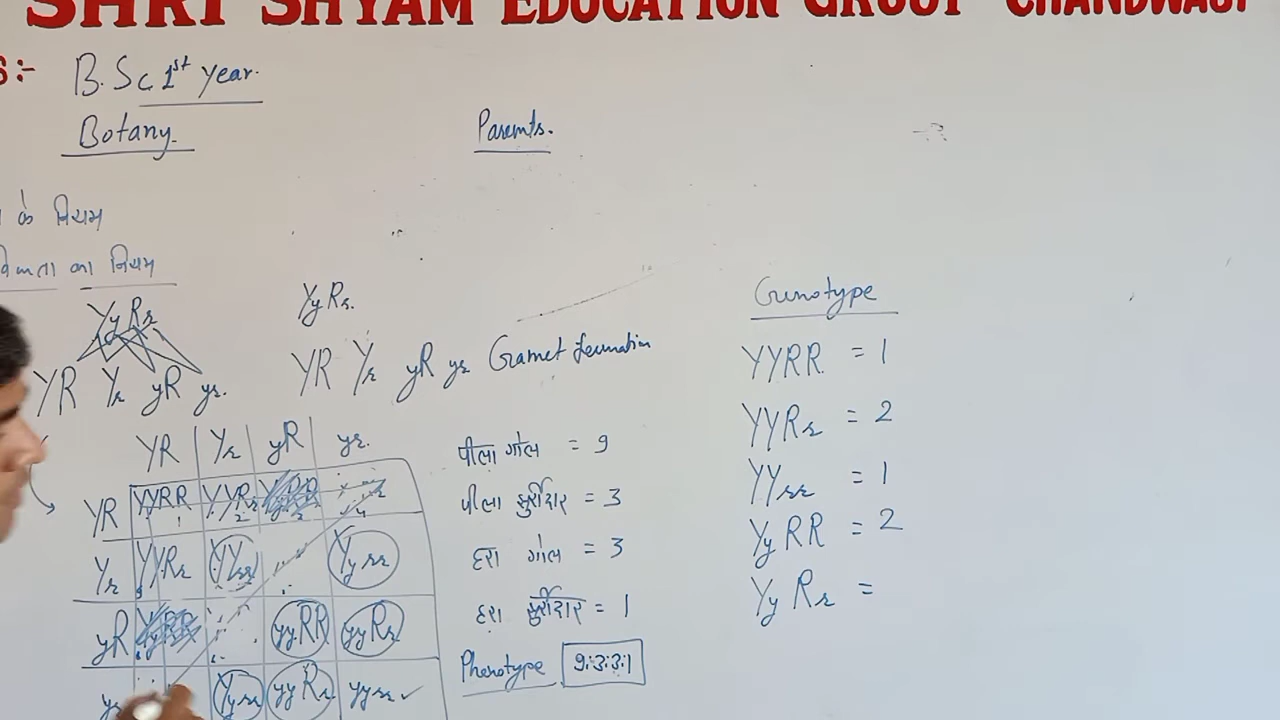 SHRI SHYAM EDUCATION GROUP CHANDWAJI
S:-
B.Sc. 1st year.
Botany.
Parents.
के नियम
का नियम
YyRr
YyRr.
YR Yr yR yr.
YR Yr yR yr Gamet formation
YR Yr yR yr.
YR YYRR YYRr
Yr YYRr YYrr Yyrr
yR yyRR yyRr
yr Yyrr yyRr yyrr ✓
पीला गोल = 9
पीला झुर्रीदार = 3
हरा गोल = 3
हरा झुर्रीदार = 1
Phenotype 9:3:3:1
Genotype
YYRR = 1
YYRr = 2
YYrr = 1
YyRR = 2
YyRr =